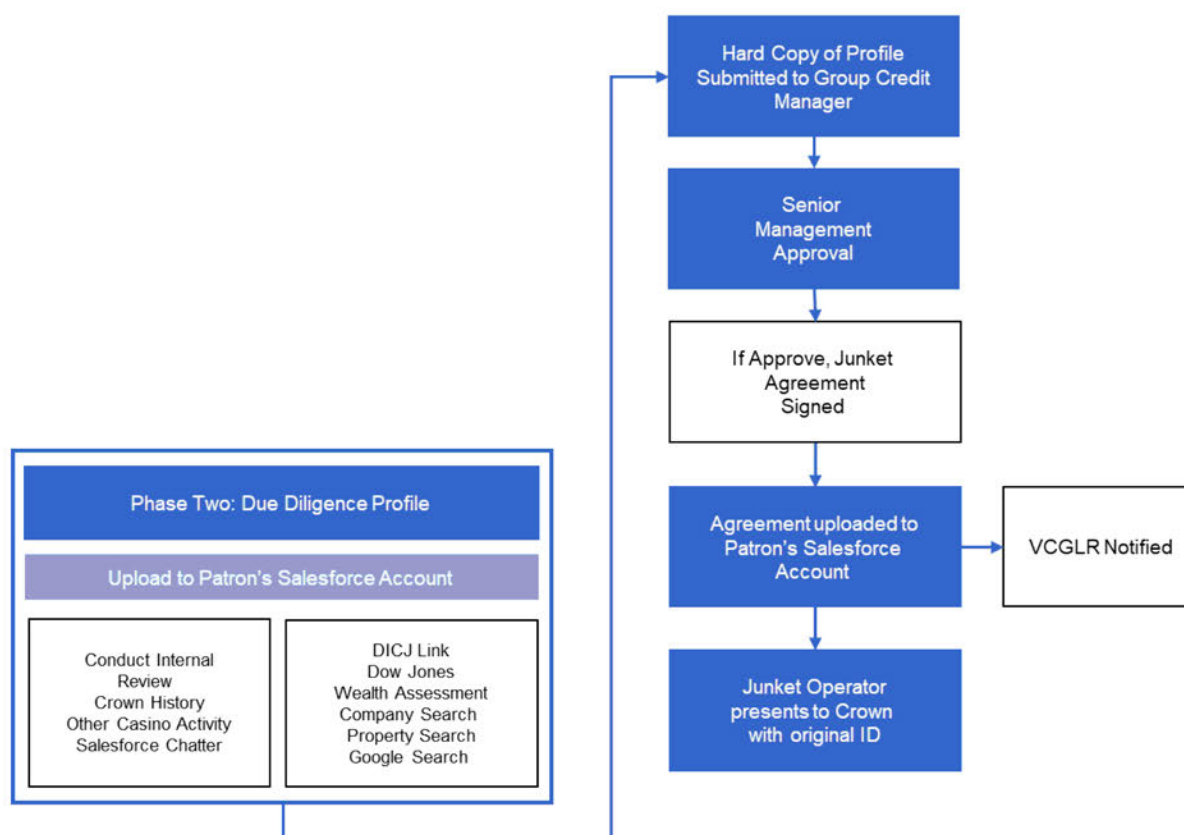 Hard Copy of Profile
Submitted to Group Credit
Manager
Senior
Management
Approval
If Approve, Junket
Agreement
Signed
Phase Two: Due Diligence Profile
Upload to Patron's Salesforce Account
Conduct Internal
Review
Crown History
Other Casino Activity
Salesforce Chatter
DICJ Link
Dow Jones
Wealth Assessment
Company Search
Property Search
Google Search
Agreement uploaded to
Patron's Salesforce
Account
VCGLR Notified
Junket Operator
presents to Crown
with original ID